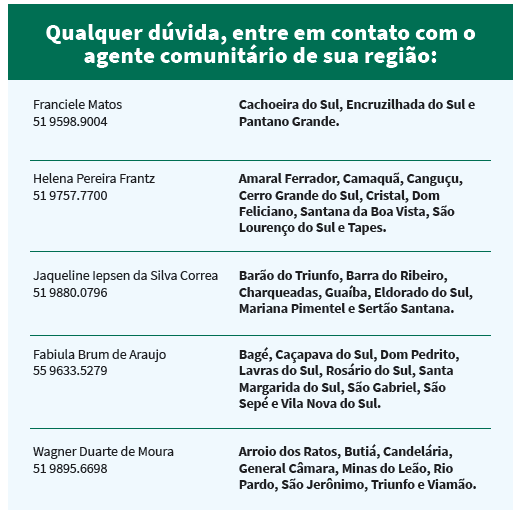 Qualquer dúvida, entre em contato com o
agente comunitário de sua região:
Franciele Matos
51 9598.9004
Cachoeira do Sul, Encruzilhada do Sul e
Pantano Grande.
Helena Pereira Frantz
51 9757.7700
Amaral Ferrador, Camaquã, Canguçu,
Cerro Grande do Sul, Cristal, Dom
Feliciano, Santana da Boa Vista, São
Lourenço do Sul e Tapes.
Jaqueline Iepsen da Silva Correa
51 9880.0796
Barão do Triunfo, Barra do Ribeiro,
Charqueadas, Guaíba, Eldorado do Sul,
Mariana Pimentel e Sertão Santana.
Fabiula Brum de Araujo
55 9633.5279
Bagé, Caçapava do Sul, Dom Pedrito,
Lavras do Sul, Rosário do Sul, Santa
Margarida do Sul, São Gabriel, São
Sepé e Vila Nova do Sul.
Wagner Duarte de Moura
51 9895.6698
Arroio dos Ratos, Butiá, Candelária,
General Câmara, Minas do Leão, Rio
Pardo, São Jerônimo, Triunfo e Viamão.